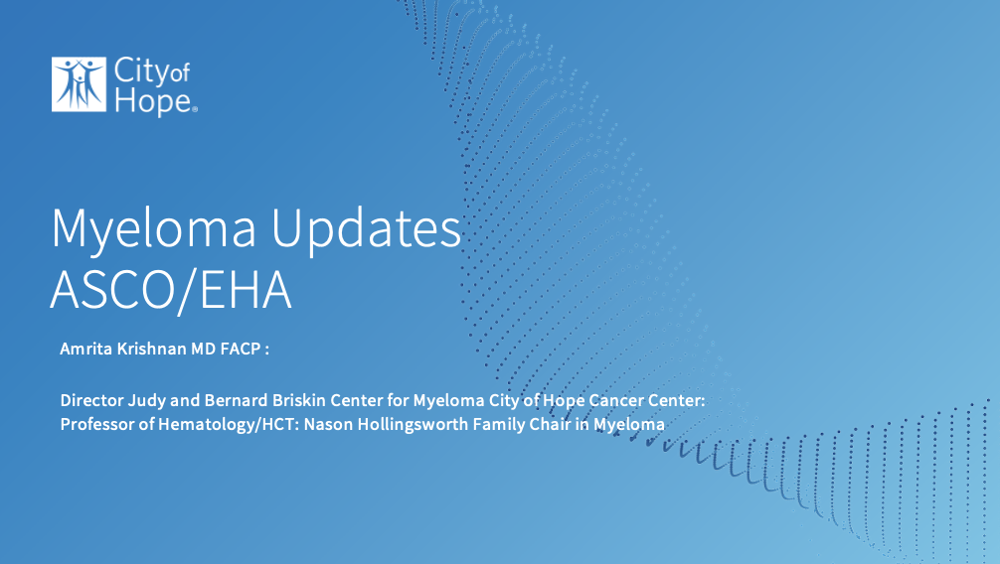 City of
Hope®
Myeloma Updates
ASCO/EHA
Amrita Krishnan MD FACP :
Director Judy and Bernard Briskin Center for Myeloma City of Hope Cancer Center:
Professor of Hematology/HCT: Nason Hollingsworth Family Chair in Myeloma